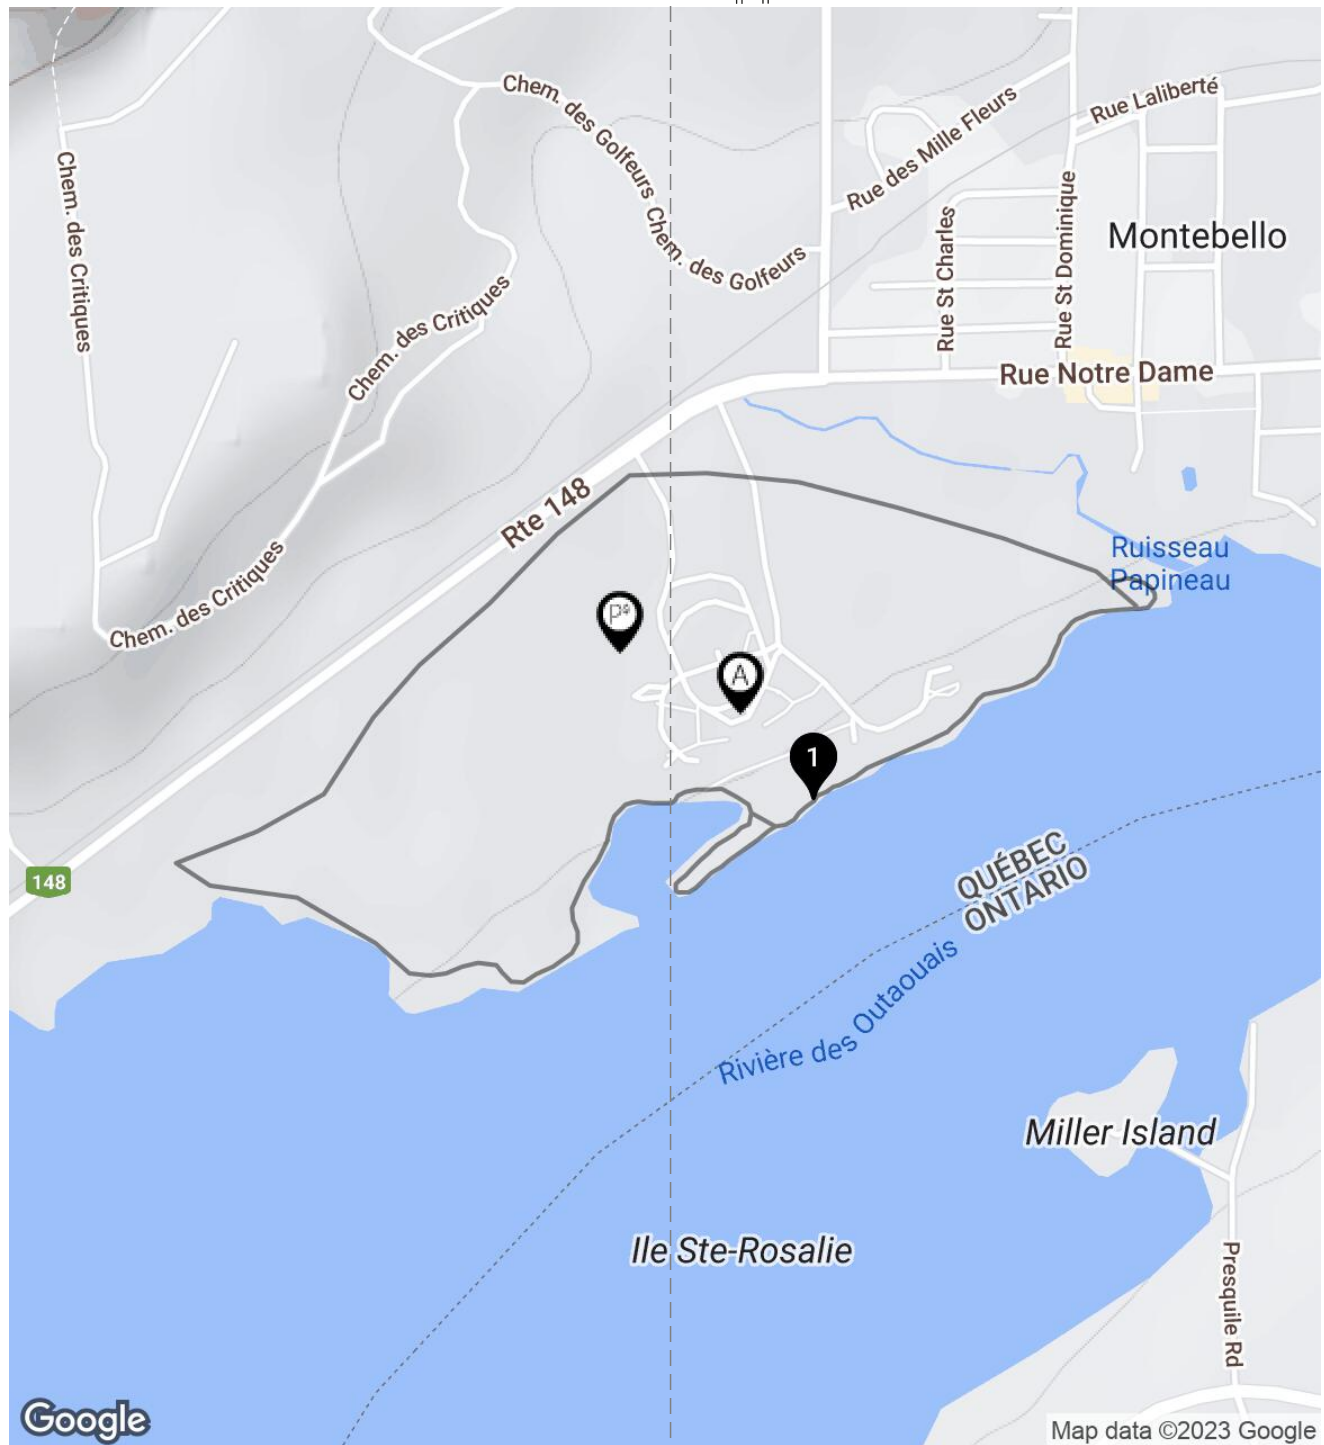 Chem. des Golfeurs
Chem. des Golfeurs
Rue des Mille Fleurs
Rue Laliberté
Chem. des Critiques
Rue St Charles
Rue St Dominique
Montebello
Chem. des Critiques
Rue Notre Dame
Rte 148
Chem. des Critiques
Ruisseau
Papineau
P
A
1
148
QUÉBEC
ONTARIO
Rivière des Outaouais
Miller Island
Ile Ste-Rosalie
Presquile Rd
Google
Map data ©2023 Google